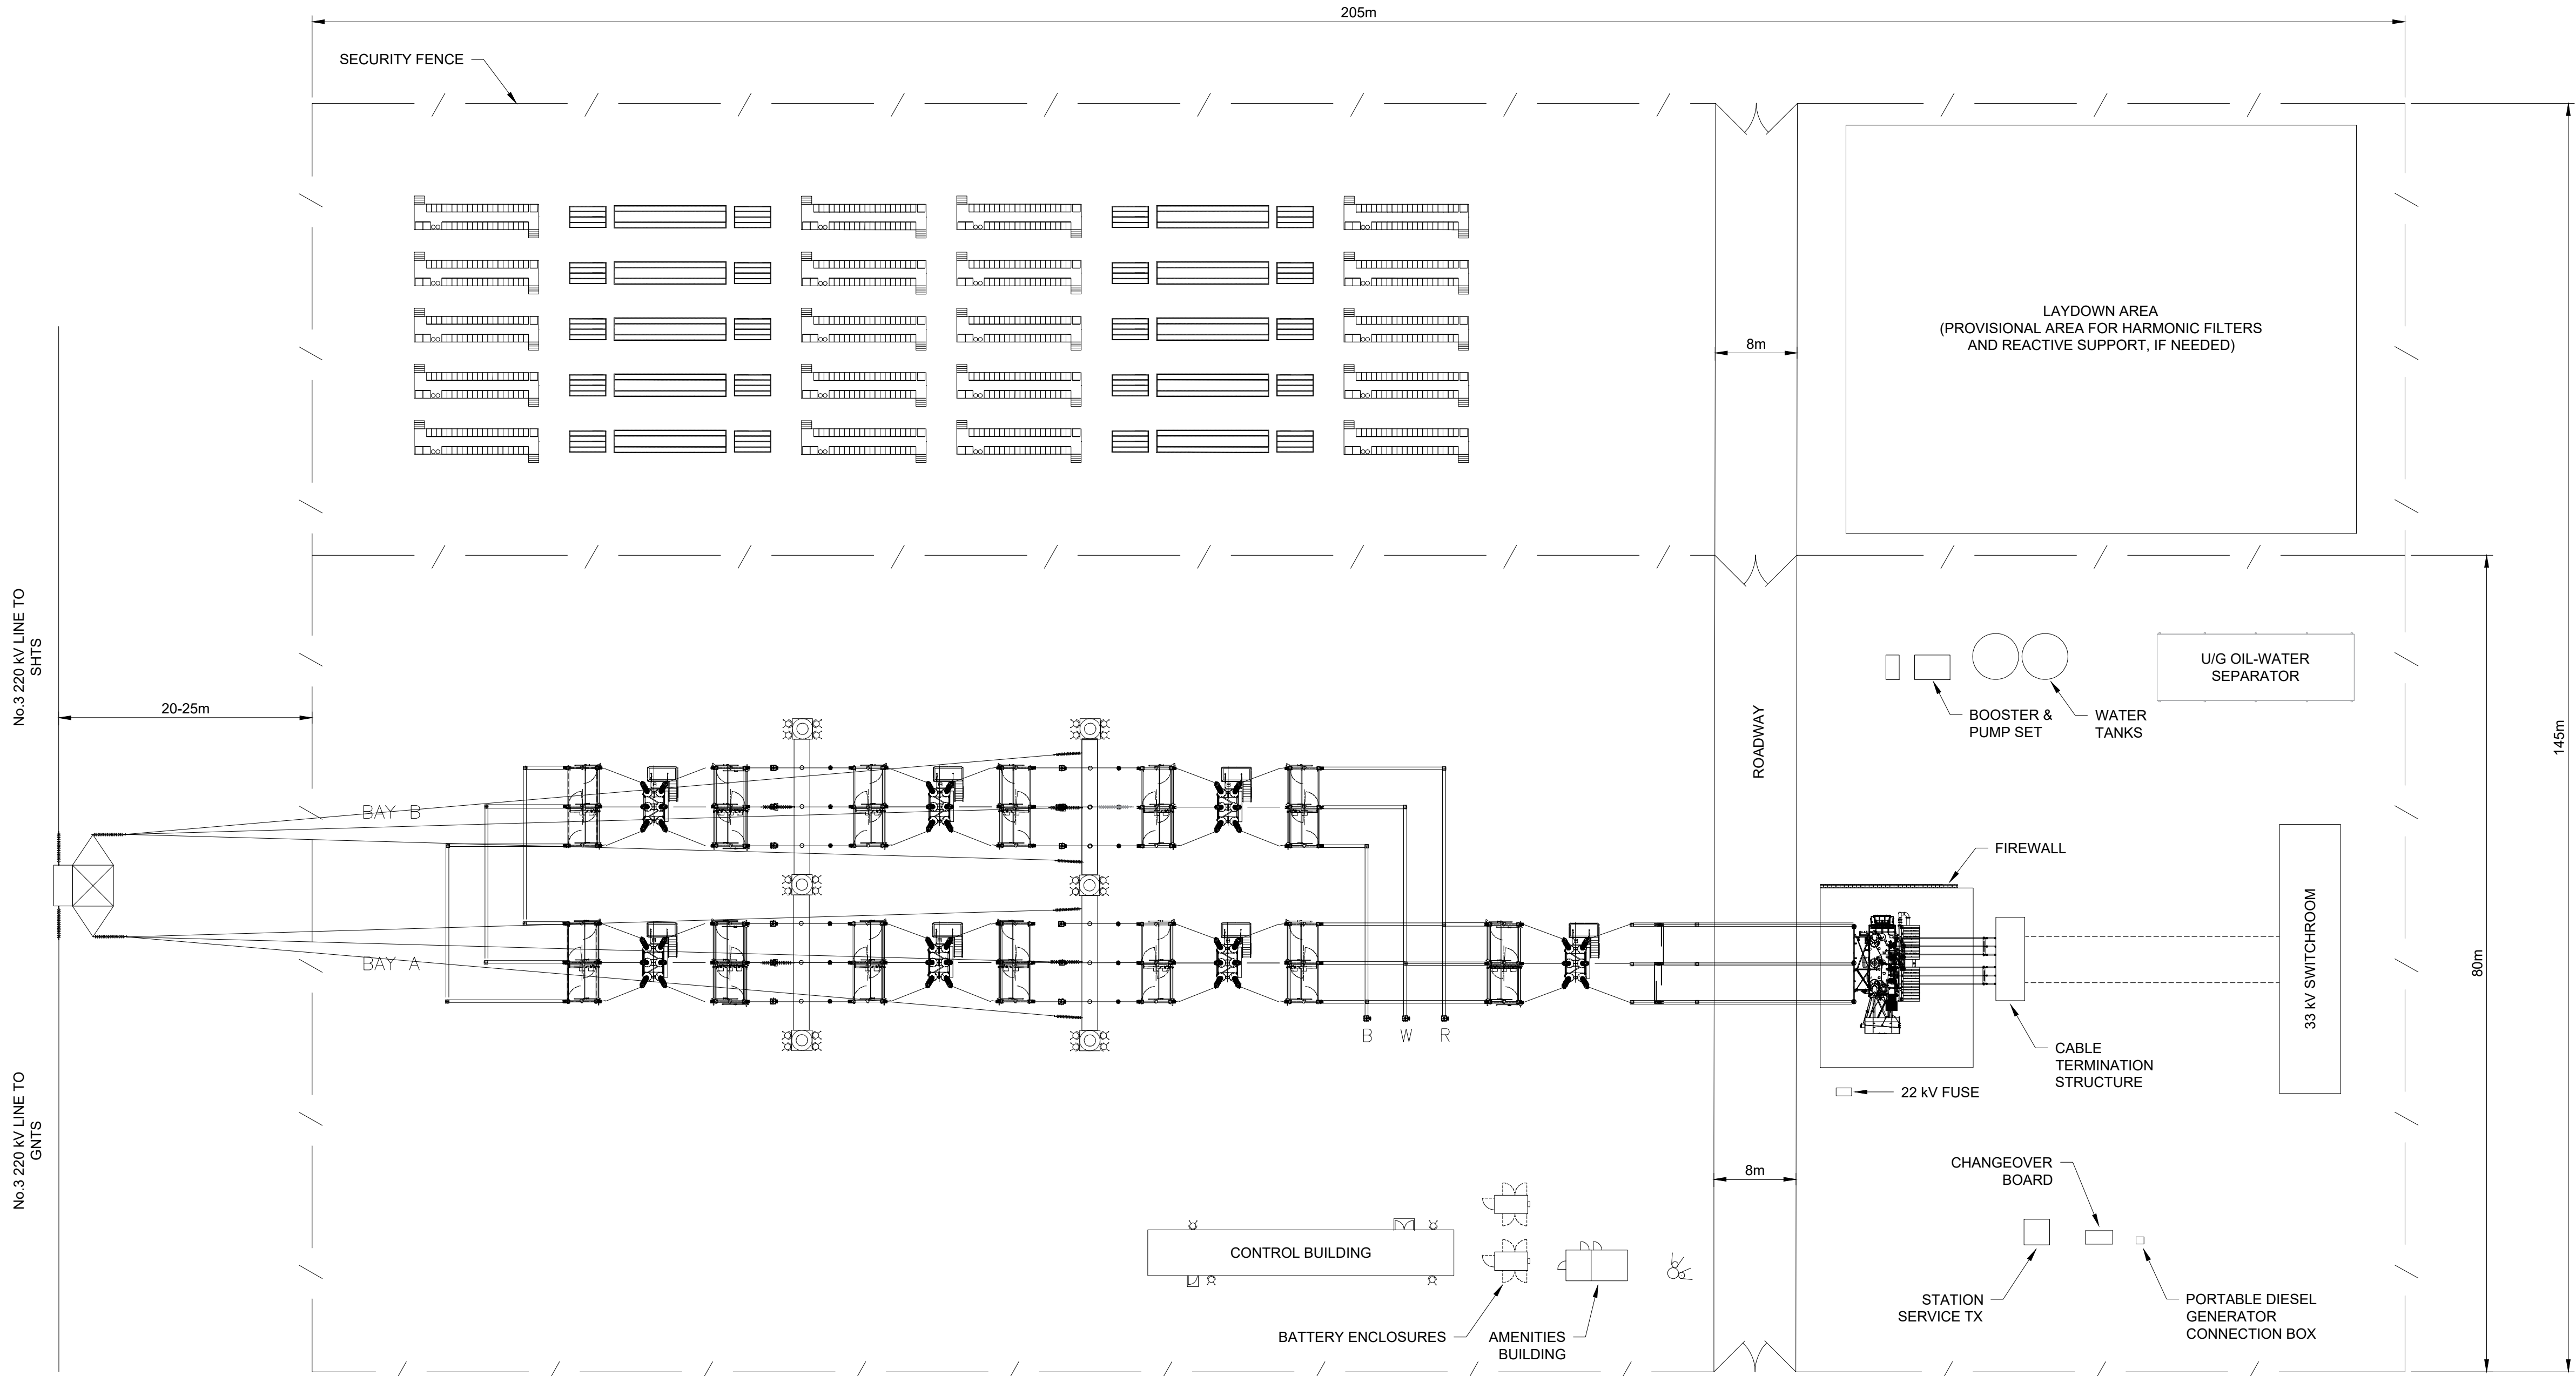 205m
SECURITY FENCE
LAYDOWN AREA
(PROVISIONAL AREA FOR HARMONIC FILTERS
AND REACTIVE SUPPORT, IF NEEDED)
8m
No.3 220 kV LINE TO
SHTS
20-25m
ROADWAY
U/G OIL-WATER
SEPARATOR
BOOSTER &
PUMP SET
WATER
TANKS
145m
BAY B
FIREWALL
BAY A
33 kV SWITCHROOM
80m
B
W
R
CABLE
TERMINATION
STRUCTURE
22 kV FUSE
No.3 220 kV LINE TO
GNTS
8m
CHANGEOVER
BOARD
CONTROL BUILDING
STATION
SERVICE TX
PORTABLE DIESEL
GENERATOR
CONNECTION BOX
BATTERY ENCLOSURES
AMENITIES
BUILDING